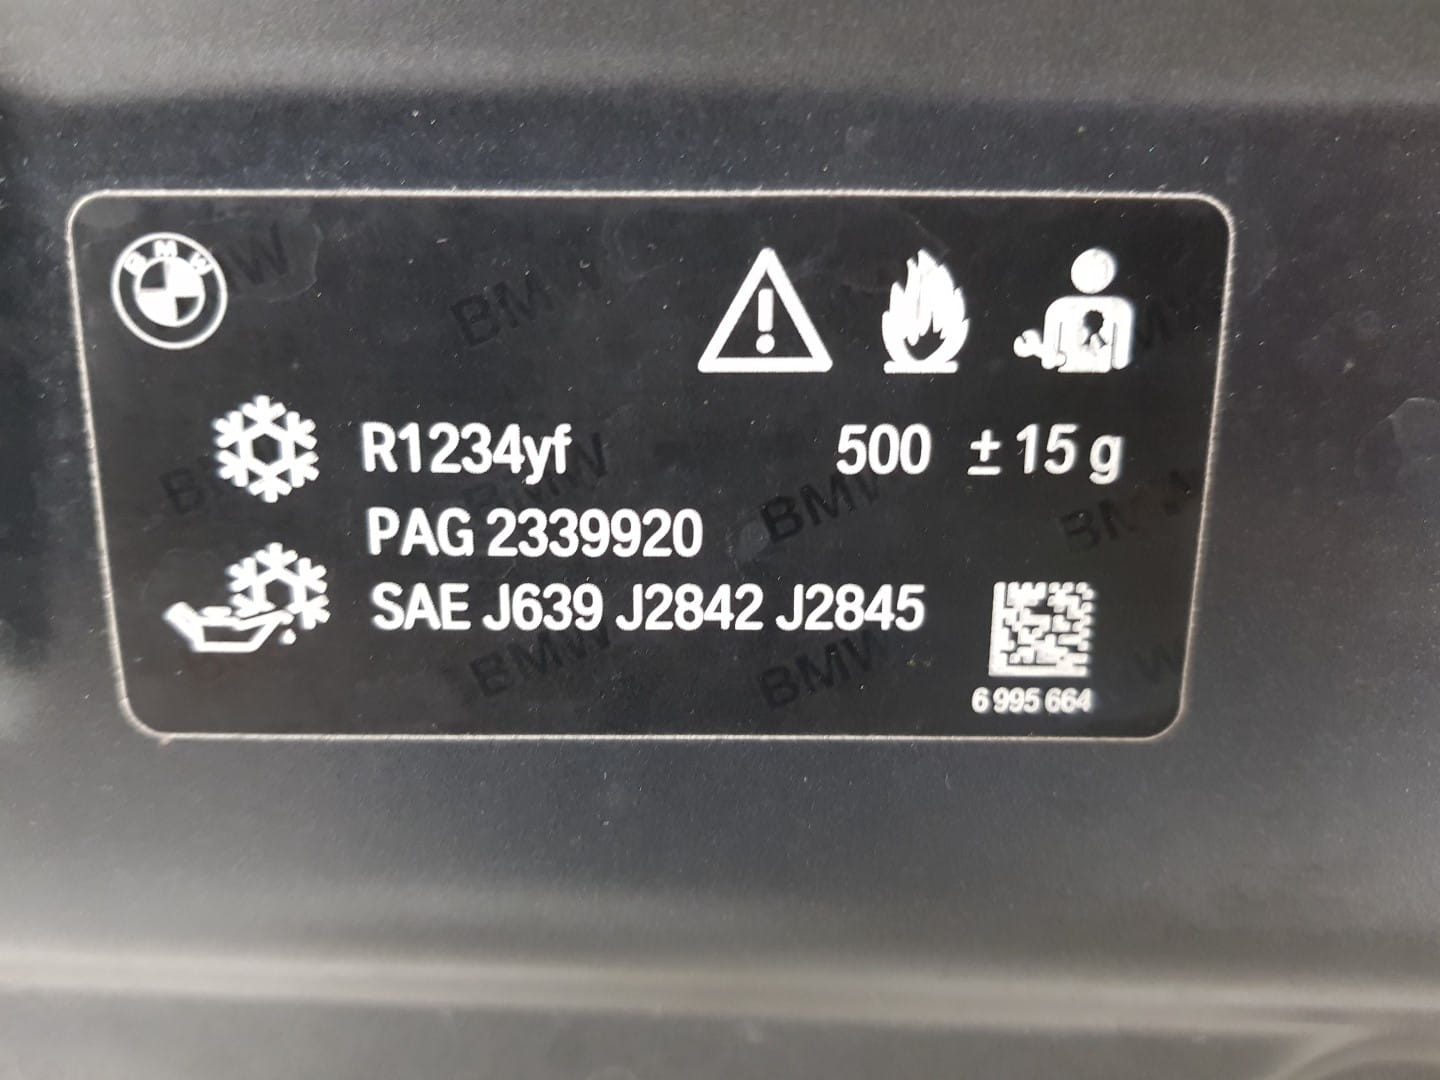 BMW
R1234yf 500 ± 15 g
PAG 2339920
SAE J639 J2842 J2845
6 995 664